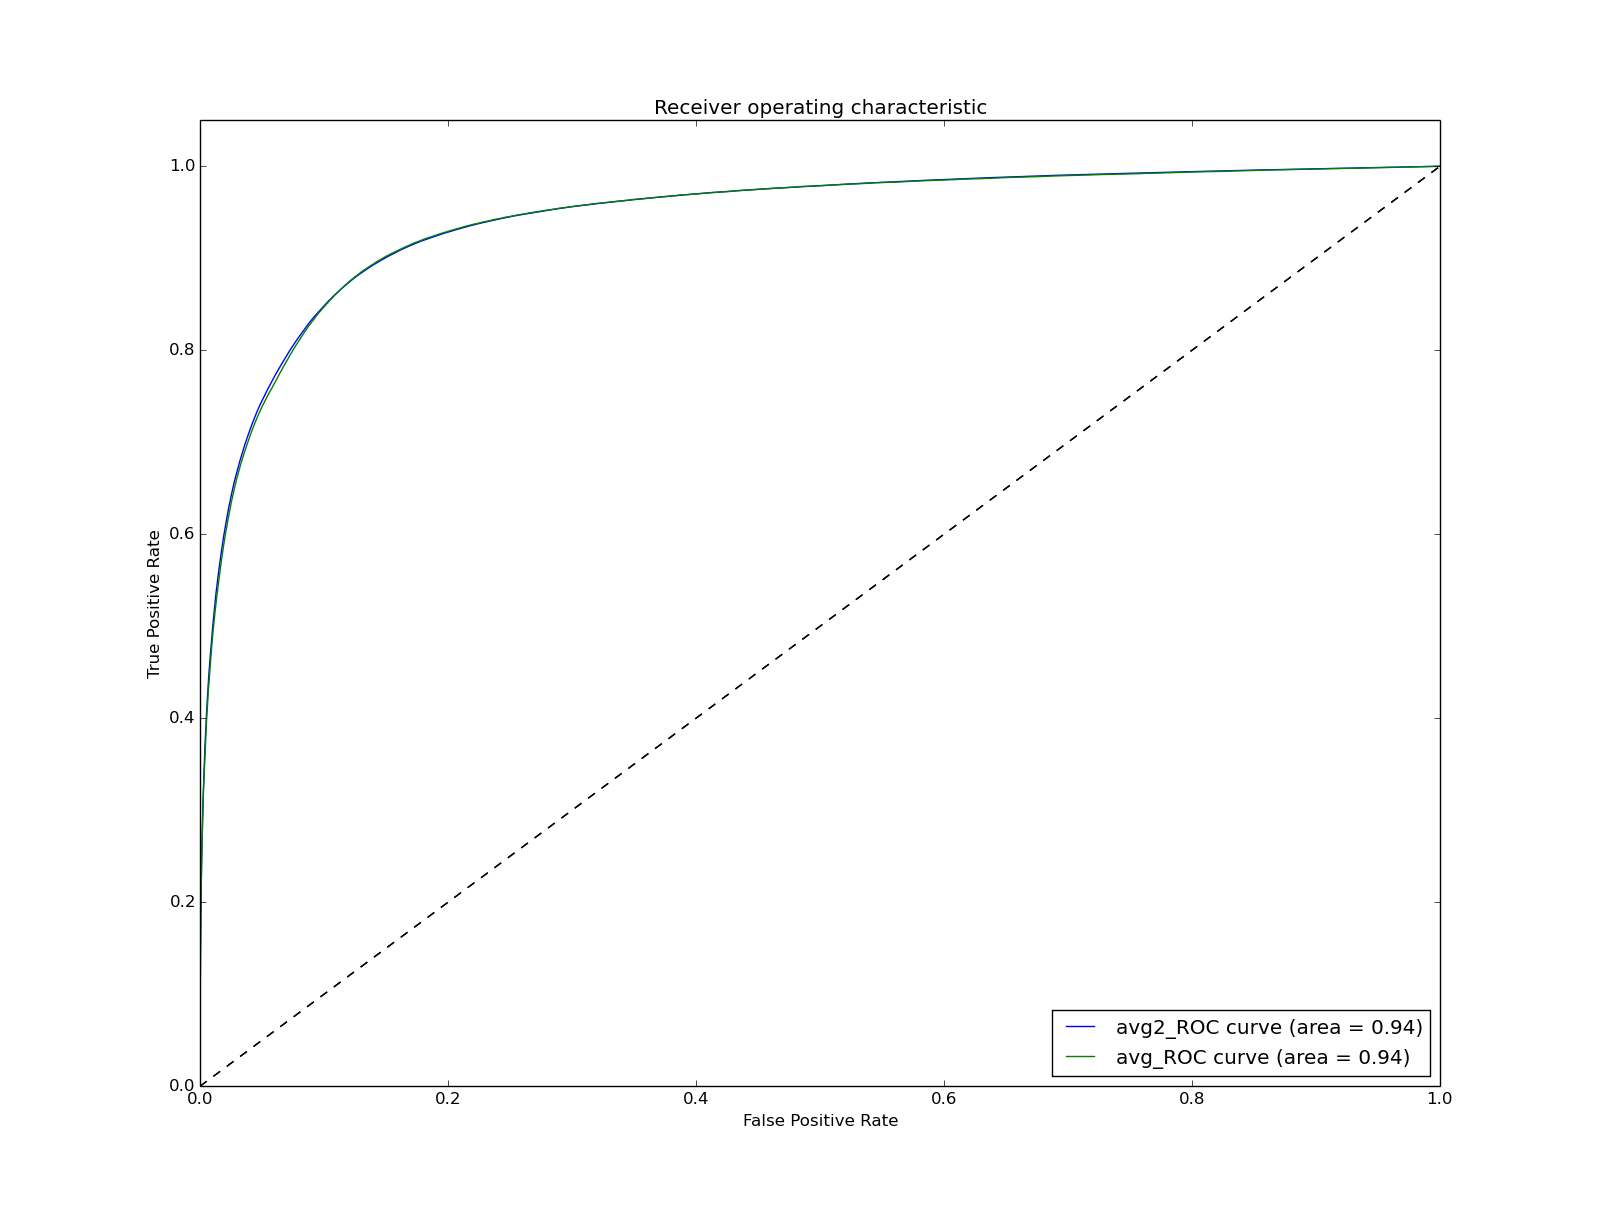 Receiver operating characteristic
1.0
0.8
0.6
0.4
0.2
0.0
True Positive Rate
0.0 0.2 0.4 0.6 0.8 1.0
False Positive Rate
avg2_ROC curve (area = 0.94)
avg_ROC curve (area = 0.94)